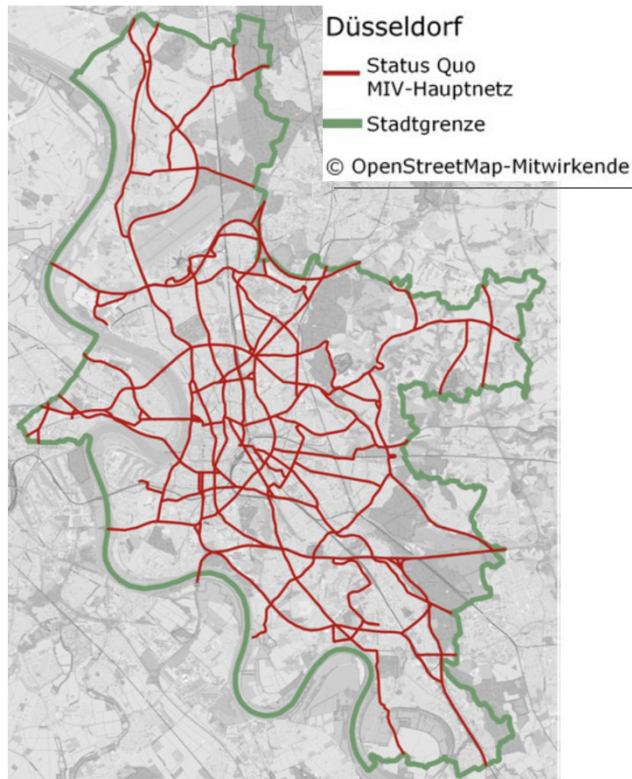 Düsseldorf
Status Quo
MIV-Hauptnetz
Stadtgrenze
© OpenStreetMap-Mitwirkende